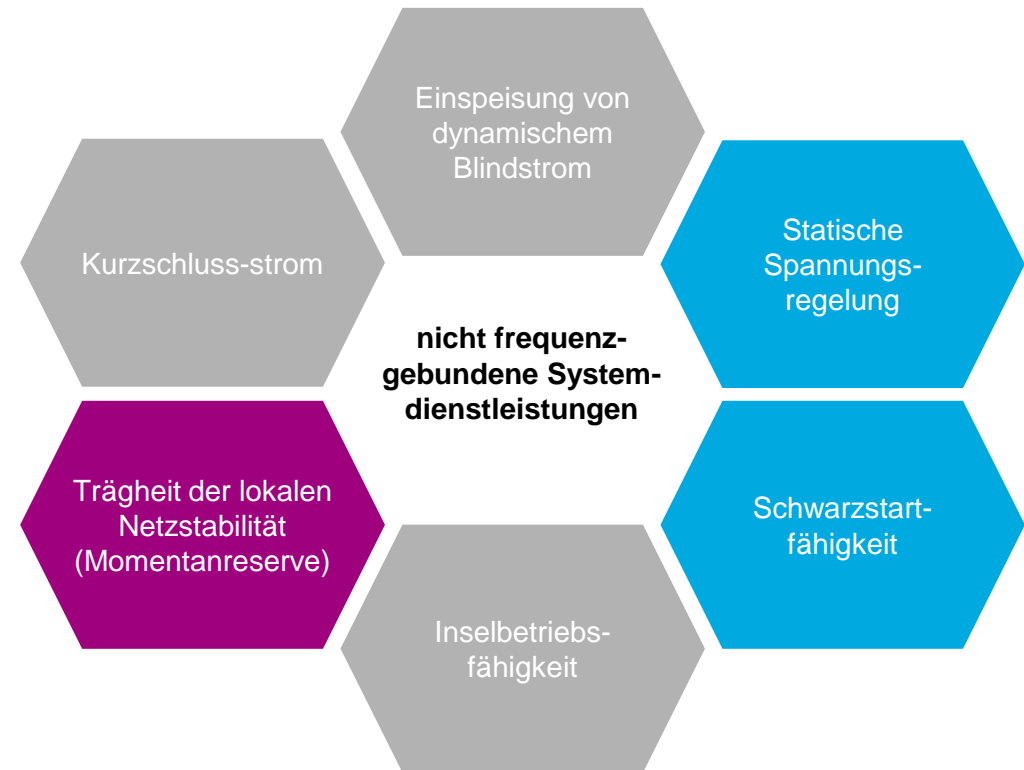 Einspeisung von
dynamischem
Blindstrom
Kurzschluss-strom
Statische
Spannungs-
regelung
nicht frequenz-
gebundene System-
dienstleistungen
Trägheit der lokalen
Netzstabilität
(Momentanreserve)
Schwarzstart-
fähigkeit
Inselbetriebs-
fähigkeit